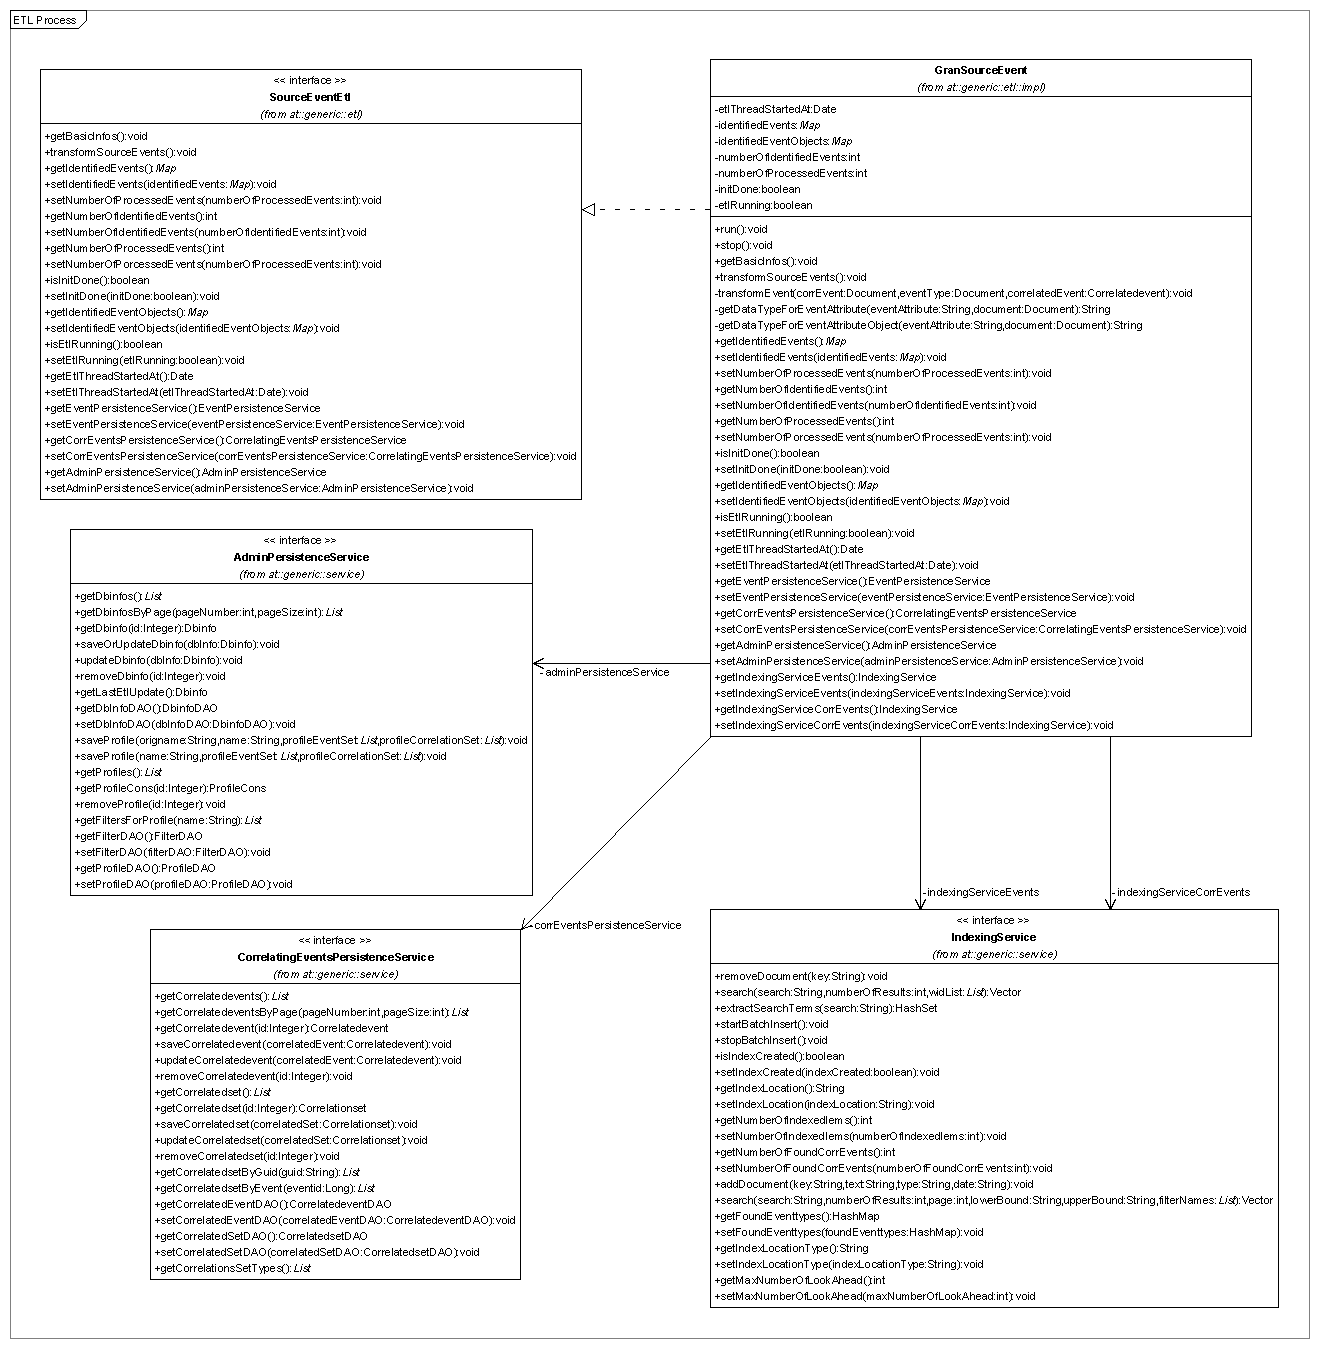 ETL Process
<< interface >>
SourceEventEtl
(from at::generic::etl)
+getBasicInfos():void
+transformSourceEvents():void
+getIdentifiedEvents():Map
+setIdentifiedEvents(identifiedEvents:Map):void
+setNumberOfProcessedEvents(numberOfProcessedEvents:int):void
+getNumberOfIdentifiedEvents():int
+setNumberOfIdentifiedEvents(numberOfIdentifiedEvents:int):void
+getNumberOfProcessedEvents():int
+setNumberOfPorcessedEvents(numberOfProcessedEvents:int):void
+isInitDone():boolean
+setInitDone(initDone:boolean):void
+getIdentifiedEventObjects():Map
+setIdentifiedEventObjects(identifiedEventObjects:Map):void
+isEtlRunning():boolean
+setEtlRunning(etlRunning:boolean):void
+getEtlThreadStartedAt():Date
+setEtlThreadStartedAt(etlThreadStartedAt:Date):void
+getEventPersistenceService():EventPersistenceService
+setEventPersistenceService(eventPersistenceService:EventPersistenceService):void
+getCorrEventsPersistenceService():CorrelatingEventsPersistenceService
+setCorrEventsPersistenceService(corrEventsPersistenceService:CorrelatingEventsPersistenceService):void
+getAdminPersistenceService():AdminPersistenceService
+setAdminPersistenceService(adminPersistenceService:AdminPersistenceService):void
GranSourceEvent
(from at::generic::etl::impl)
-etlThreadStartedAt:Date
-identifiedEvents:Map
-identifiedEventObjects:Map
-numberOfIdentifiedEvents:int
-numberOfProcessedEvents:int
-initDone:boolean
-etlRunning:boolean
+run():void
+stop():void
+getBasicInfos():void
+transformSourceEvents():void
-transformEvent(corrEvent:Document,eventType:Document,correlatedEvent:Correlatedevent):void
-getDataTypeForEventAttribute(eventAttribute:String,document:Document):String
-getDataTypeForEventAttributeObject(eventAttribute:String,document:Document):String
+getIdentifiedEvents():Map
+setIdentifiedEvents(identifiedEvents:Map):void
+setNumberOfProcessedEvents(numberOfProcessedEvents:int):void
+getNumberOfIdentifiedEvents():int
+setNumberOfIdentifiedEvents(numberOfIdentifiedEvents:int):void
+getNumberOfProcessedEvents():int
+setNumberOfPorcessedEvents(numberOfProcessedEvents:int):void
+isInitDone():boolean
+setInitDone(initDone:boolean):void
+getIdentifiedEventObjects():Map
+setIdentifiedEventObjects(identifiedEventObjects:Map):void
+isEtlRunning():boolean
+setEtlRunning(etlRunning:boolean):void
+getEtlThreadStartedAt():Date
+setEtlThreadStartedAt(etlThreadStartedAt:Date):void
+getEventPersistenceService():EventPersistenceService
+setEventPersistenceService(eventPersistenceService:EventPersistenceService):void
+getCorrEventsPersistenceService():CorrelatingEventsPersistenceService
+setCorrEventsPersistenceService(corrEventsPersistenceService:CorrelatingEventsPersistenceService):void
+getAdminPersistenceService():AdminPersistenceService
+setAdminPersistenceService(adminPersistenceService:AdminPersistenceService):void
+getIndexingServiceEvents():IndexingService
+setIndexingServiceEvents(indexingServiceEvents:IndexingService):void
+getIndexingServiceCorrEvents():IndexingService
+setIndexingServiceCorrEvents(indexingServiceCorrEvents:IndexingService):void
<< interface >>
AdminPersistenceService
(from at::generic::service)
+getDbinfos():List
+getDbinfosByPage(pageNumber:int,pageSize:int):List
+getDbinfo(id:Integer):Dbinfo
+saveOrUpdateDbinfo(dbInfo:Dbinfo):void
+updateDbinfo(dbInfo:Dbinfo):void
+removeDbinfo(id:Integer):void
+getLastEtlUpdate():Dbinfo
+getDbInfoDAO():DbinfoDAO
+setDbInfoDAO(dbInfoDAO:DbinfoDAO):void
+saveProfile(origname:String,name:String,profileEventSet:List,profileCorrelationSet:List):void
+saveProfile(name:String,profileEventSet:List,profileCorrelationSet:List):void
+getProfiles():List
+getProfileCons(id:Integer):ProfileCons
+removeProfile(id:Integer):void
+getFiltersForProfile(name:String):List
+getFilterDAO():FilterDAO
+setFilterDAO(filterDAO:FilterDAO):void
+getProfileDAO():ProfileDAO
+setProfileDAO(profileDAO:ProfileDAO):void
-adminPersistenceService
-corrEventsPersistenceService
-indexingServiceEvents
-indexingServiceCorrEvents
<< interface >>
CorrelatingEventsPersistenceService
(from at::generic::service)
+getCorrelatedevents():List
+getCorrelatedeventsByPage(pageNumber:int,pageSize:int):List
+getCorrelatedevent(id:Integer):Correlatedevent
+saveCorrelatedevent(correlatedEvent:Correlatedevent):void
+updateCorrelatedevent(correlatedEvent:Correlatedevent):void
+removeCorrelatedevent(id:Integer):void
+getCorrelatedset():List
+getCorrelatedset(id:Integer):Correlationset
+saveCorrelatedset(correlatedSet:Correlationset):void
+updateCorrelatedset(correlatedSet:Correlationset):void
+removeCorrelatedset(id:Integer):void
+getCorrelatedsetByGuid(guid:String):List
+getCorrelatedsetByEvent(eventid:Long):List
+getCorrelatedEventDAO():CorrelatedeventDAO
+setCorrelatedEventDAO(correlatedEventDAO:CorrelatedeventDAO):void
+getCorrelatedSetDAO():CorrelatedsetDAO
+setCorrelatedSetDAO(correlatedSetDAO:CorrelatedsetDAO):void
+getCorrelationsSetTypes():List
<< interface >>
IndexingService
(from at::generic::service)
+removeDocument(key:String):void
+search(search:String,numberOfResults:int,widList:List):Vector
+extractSearchTerms(search:String):HashSet
+startBatchInsert():void
+stopBatchInsert():void
+isIndexCreated():boolean
+setIndexCreated(indexCreated:boolean):void
+getIndexLocation():String
+setIndexLocation(indexLocation:String):void
+getNumberOfIndexedIems():int
+setNumberOfIndexedIems(numberOfIndexedIems:int):void
+getNumberOfFoundCorrEvents():int
+setNumberOfFoundCorrEvents(numberOfFoundCorrEvents:int):void
+addDocument(key:String,text:String,type:String,date:String):void
+search(search:String,numberOfResults:int,page:int,lowerBound:String,upperBound:String,filterNames:List):Vector
+getFoundEventtypes():HashMap
+setFoundEventtypes(foundEventtypes:HashMap):void
+getIndexLocationType():String
+setIndexLocationType(indexLocationType:String):void
+getMaxNumberOfLookAhead():int
+setMaxNumberOfLookAhead(maxNumberOfLookAhead:int):void